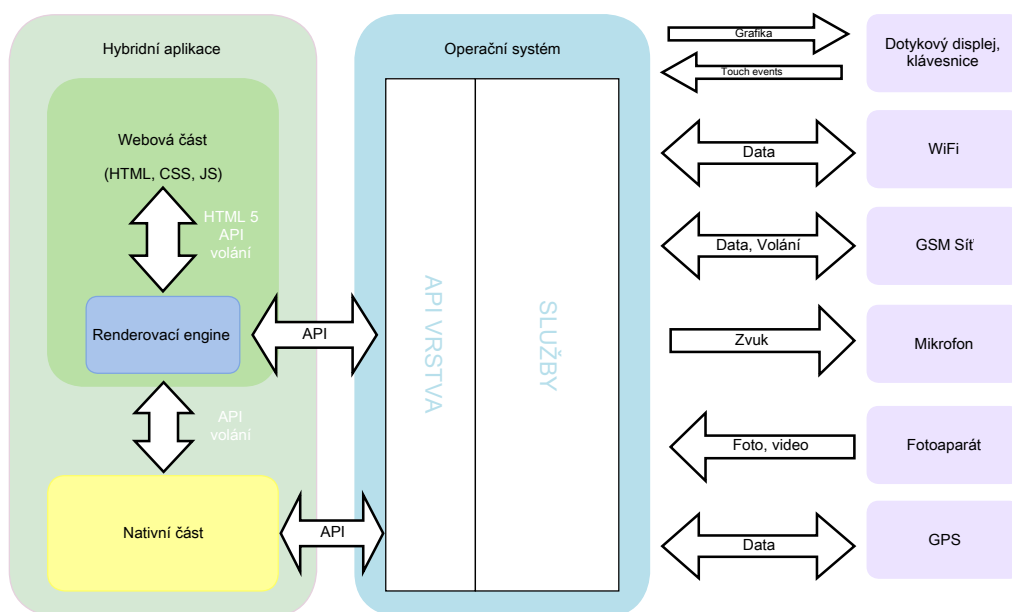 Hybridní aplikace
Webová část
(HTML, CSS, JS)
HTML 5
API
volání
Renderovací engine
API
volání
Nativní část
API
API
Operační systém
API VRSTVA
SLUŽBY
Grafika
Touch events
Dotykový displej,
klávesnice
Data
WiFi
Data, Volání
GSM Síť
Zvuk
Mikrofon
Foto, video
Fotoaparát
Data
GPS